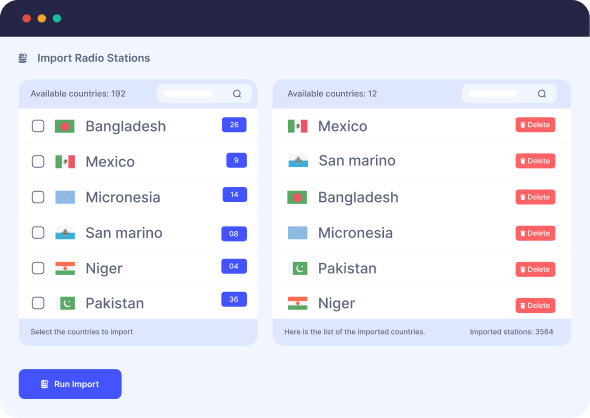 Import Radio Stations
Available countries: 192
Bangladesh 26
Mexico 9
Micronesia 14
San marino 08
Niger 04
Pakistan 36
Select the countries to import
Available countries: 12
Mexico Delete
San marino Delete
Bangladesh Delete
Micronesia Delete
Pakistan Delete
Niger Delete
Here is the list of the imported countries. Imported stations: 3564
Run Import